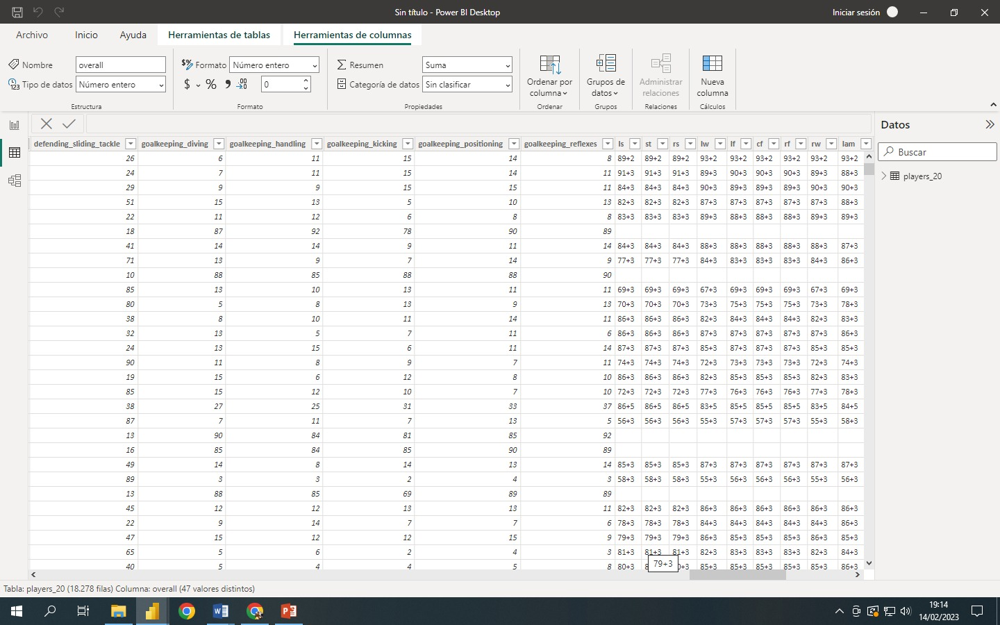 Sin título - Power BI Desktop
Iniciar sesión
Archivo Inicio Ayuda Herramientas de tablas Herramientas de columnas
Nombre overall
Tipo de datos Número entero
Estructura
Formato Número entero
$ % 0
Formato
Resumen Suma
Categoría de datos Sin clasificar
Propiedades
Ordenar por
columna
Ordenar
Grupos de
datos
Grupos
Administrar
relaciones
Relaciones
Nueva
columna
Cálculos
Datos
Buscar
players_20
defending_sliding_tackle goalkeeping_diving goalkeeping_handling goalkeeping_kicking goalkeeping_positioning goalkeeping_reflexes ls st rs lw lf cf rf rw lam
26 6 11 15 14 8 89+2 89+2 89+2 93+2 93+2 93+2 93+2 93+2 93+2
24 7 11 15 14 11 91+3 91+3 91+3 89+3 90+3 90+3 90+3 89+3 88+3
29 9 9 15 15 11 84+3 84+3 84+3 90+3 89+3 89+3 89+3 90+3 90+3
51 15 13 5 10 13 82+3 82+3 82+3 87+3 87+3 87+3 87+3 87+3 88+3
22 11 12 6 8 8 83+3 83+3 83+3 89+3 88+3 88+3 88+3 89+3 89+3
18 87 92 78 90 89
41 14 14 9 11 14 84+3 84+3 84+3 88+3 88+3 88+3 88+3 88+3 87+3
71 13 9 7 14 9 77+3 77+3 77+3 84+3 83+3 83+3 83+3 84+3 86+3
10 88 85 88 88 90
85 13 10 13 11 11 69+3 69+3 69+3 67+3 69+3 69+3 69+3 67+3 69+3
80 5 8 13 9 13 70+3 70+3 70+3 73+3 75+3 75+3 75+3 73+3 78+3
38 8 10 11 14 11 86+3 86+3 86+3 82+3 84+3 84+3 84+3 82+3 83+3
32 13 5 7 11 6 86+3 86+3 86+3 87+3 87+3 87+3 87+3 87+3 86+3
24 13 15 6 11 14 87+3 87+3 87+3 85+3 87+3 87+3 87+3 85+3 85+3
90 11 8 9 7 11 74+3 74+3 74+3 72+3 73+3 73+3 73+3 72+3 74+3
19 15 6 12 8 10 86+3 86+3 86+3 82+3 85+3 85+3 85+3 82+3 83+3
85 15 12 10 7 10 72+3 72+3 72+3 77+3 76+3 76+3 76+3 77+3 78+3
38 27 25 31 33 37 86+5 86+5 86+5 83+5 85+5 85+5 85+5 83+5 84+5
87 7 11 7 13 5 56+3 56+3 56+3 55+3 57+3 57+3 57+3 55+3 58+3
13 90 84 81 85 92
16 85 84 85 90 89
49 14 8 14 13 14 85+3 85+3 85+3 87+3 87+3 87+3 87+3 87+3 87+3
89 3 3 2 4 3 58+3 58+3 58+3 55+3 56+3 56+3 56+3 55+3 56+3
13 88 85 69 89 89
45 12 12 13 13 11 82+3 82+3 82+3 86+3 86+3 86+3 86+3 86+3 86+3
22 9 14 7 7 6 78+3 78+3 78+3 84+3 84+3 84+3 84+3 84+3 86+3
47 15 12 12 15 9 79+3 79+3 79+3 86+3 85+3 85+3 85+3 86+3 85+3
65 5 6 2 4 3 81+3 81+3 81+3 82+3 83+3 83+3 83+3 82+3 84+3
40 5 4 4 5 8 80+3 85+3 85+3 85+3 85+3 85+3 86+3
79+3
Tabla: players_20 (18.278 filas) Columna: overall (47 valores distintos)
19:14
14/02/2023